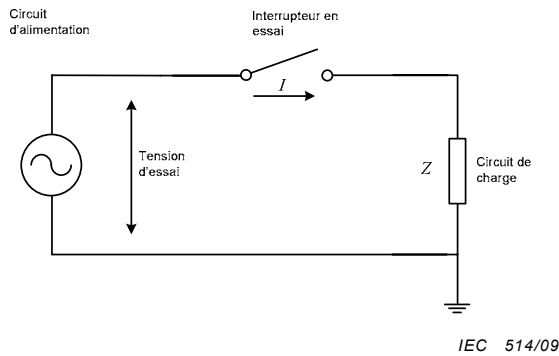 Circuit
d'alimentation
Interrupteur en
essai
I
Tension
d'essai
Z
Circuit de
charge
IEC 514/09